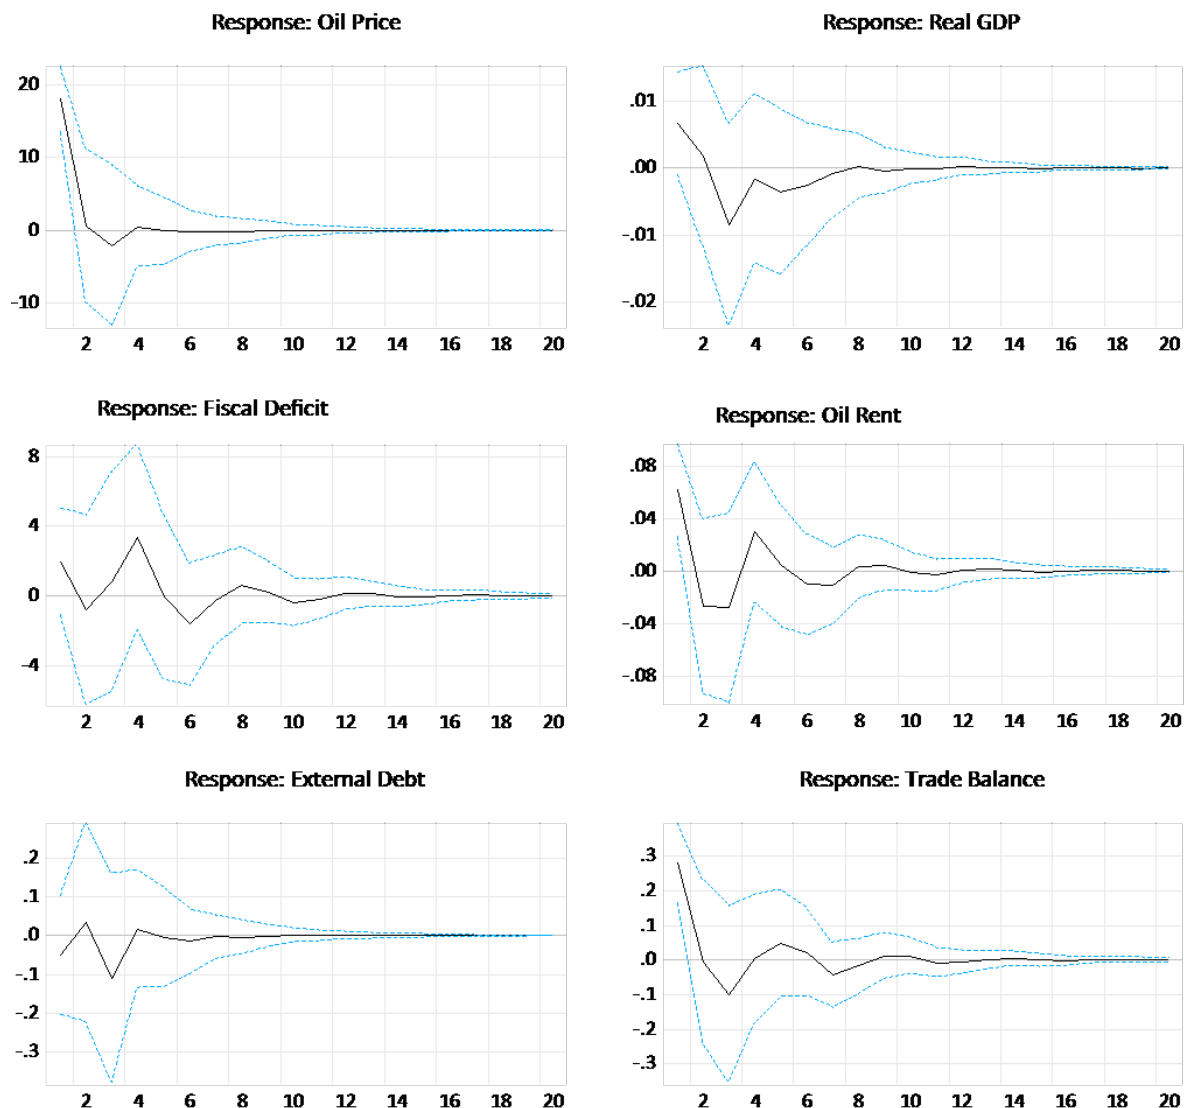 Response: Oil Price
20
10
0
-10
2 4 6 8 10 12 14 16 18 20
Response: Real GDP
.01
.00
-.01
-.02
2 4 6 8 10 12 14 16 18 20
Response: Fiscal Deficit
8
4
0
-4
2 4 6 8 10 12 14 16 18 20
Response: Oil Rent
.08
.04
.00
-.04
-.08
2 4 6 8 10 12 14 16 18 20
Response: External Debt
.2
.1
.0
-.1
-.2
-.3
2 4 6 8 10 12 14 16 18 20
Response: Trade Balance
.3
.2
.1
.0
-.1
-.2
-.3
2 4 6 8 10 12 14 16 18 20